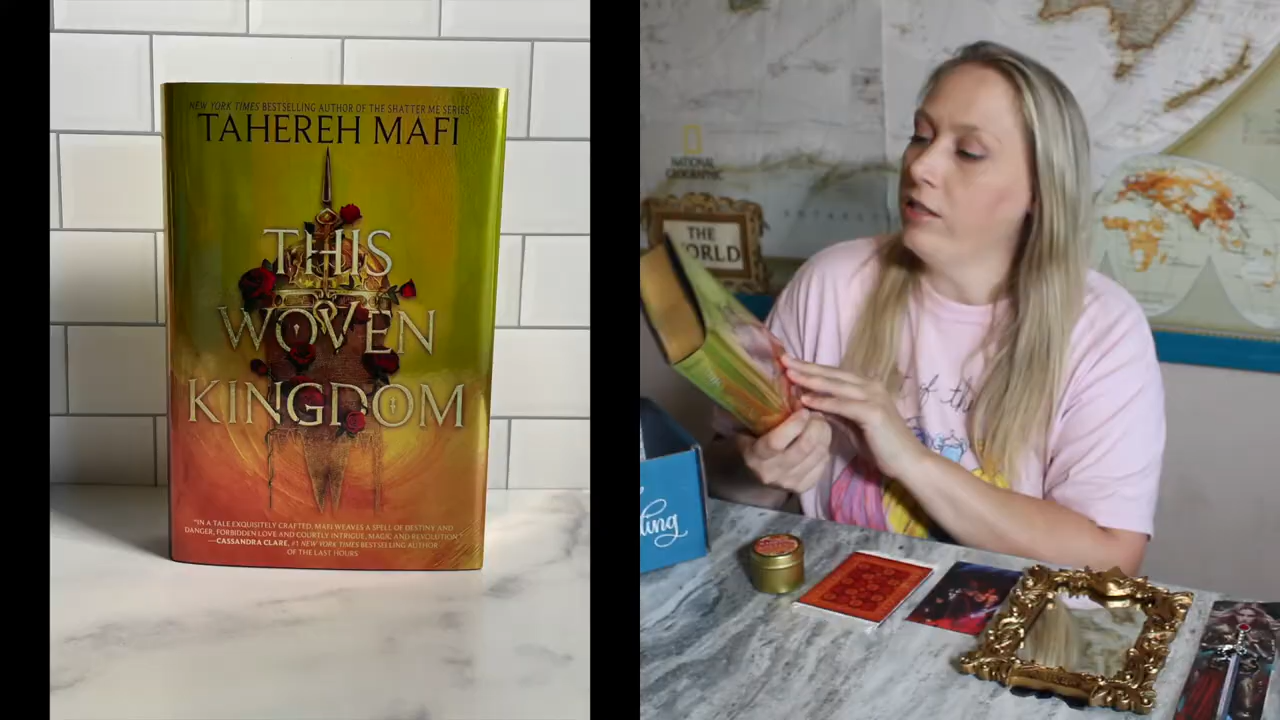 NEW YORK TIMES BESTSELLING AUTHOR OF THE SHATTER ME SERIES
TAHEREH MAFI
THIS
WOVEN
KINGDOM
"IN A TALE EXQUISITELY CRAFTED, MAFI WEAVES A SPELL OF DESTINY AND
DANGER, FORBIDDEN LOVE AND COURTLY INTRIGUE, MAGIC AND REVOLUTION."
—CASSANDRA CLARE, #1 NEW YORK TIMES BESTSELLING AUTHOR
OF THE LAST HOURS
NATIONAL
GEOGRAPHIC
THE
WORLD
of the